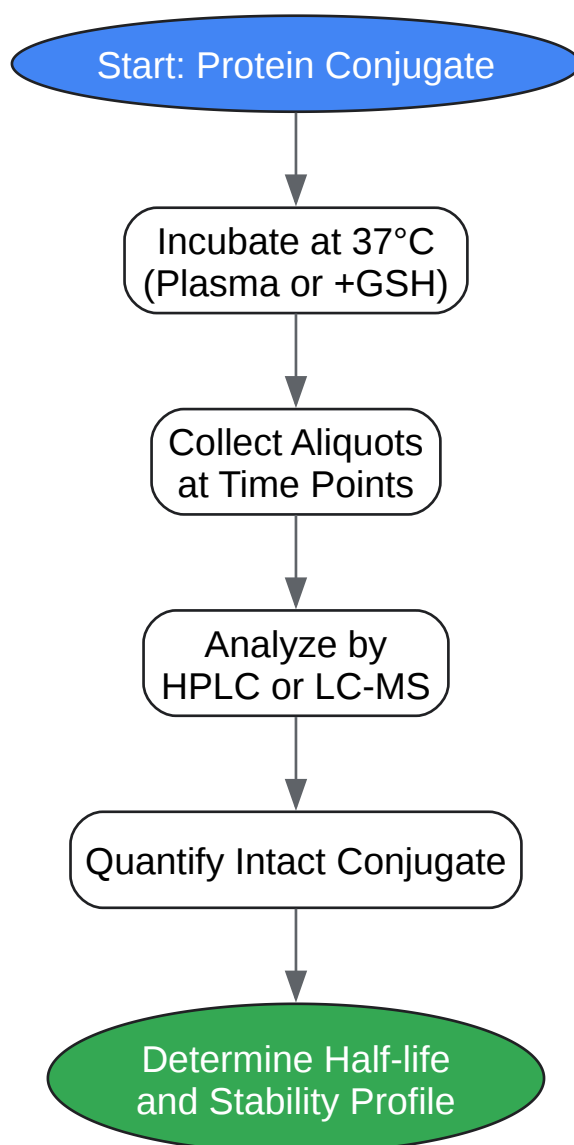 Start: Protein Conjugate
Incubate at 37°C
(Plasma or +GSH)
Collect Aliquots
at Time Points
Analyze by
HPLC or LC-MS
Quantify Intact Conjugate
Determine Half-life
and Stability Profile